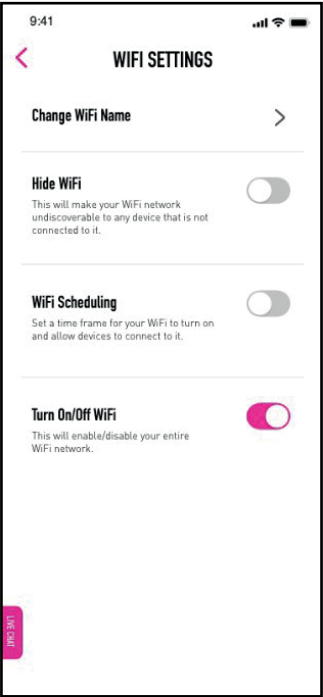 9:41
WIFI SETTINGS
Change WiFi Name
Hide WiFi
This will make your WiFi network
undiscoverable to any device that is not
connected to it.
WiFi Scheduling
Set a time frame for your WiFi to turn on
and allow devices to connect to it.
Turn On/Off WiFi
This will enable/disable your entire
WiFi network.
LIVE CHAT